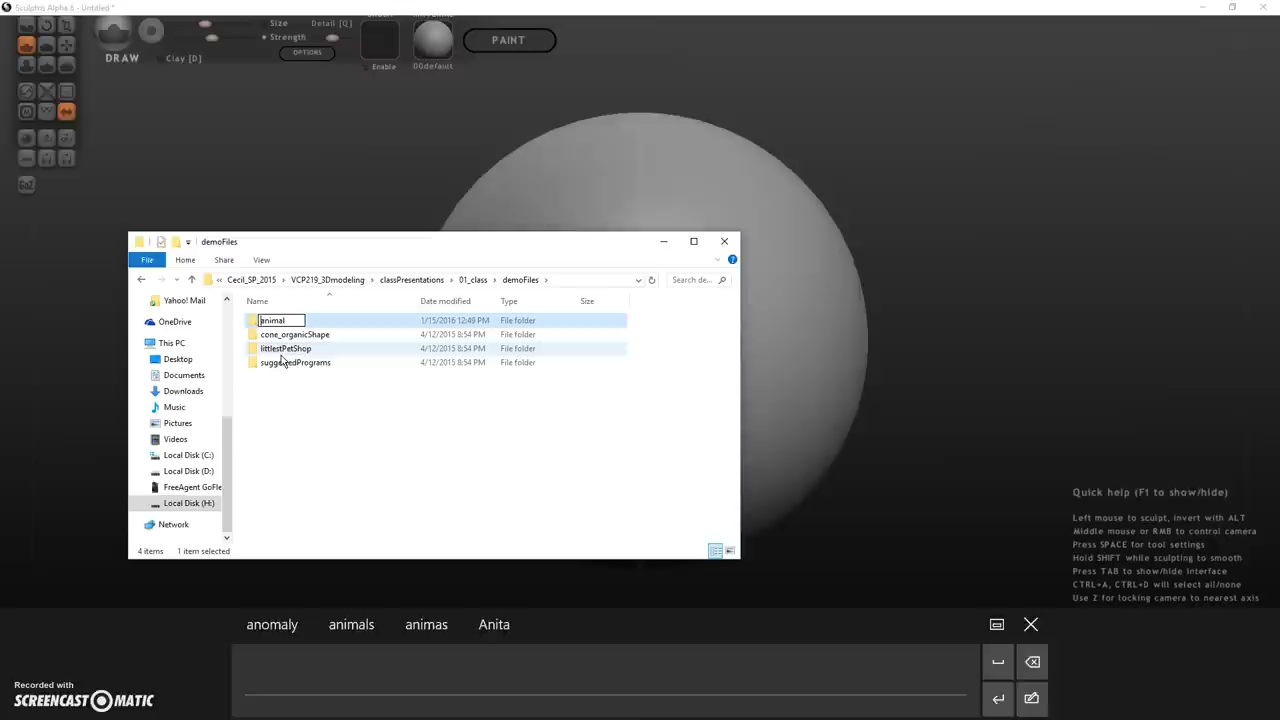 Sculptris Alpha 6 - Untitled *
Size Detail [Q]
Strength
OPTIONS
DRAW Clay [D]
Enable
00default
PAINT
GoZ
demoFiles
File Home Share View
« Cecil_SP_2015 › VCP219_3Dmodeling › classPresentations › 01_class › demoFiles ›
Search de...
Name Date modified Type Size
animal 1/15/2016 12:49 PM File folder
cone_organicShape 4/12/2015 8:54 PM File folder
littlestPetShop 4/12/2015 8:54 PM File folder
suggestedPrograms 4/12/2015 8:54 PM File folder
Yahoo! Mail
OneDrive
This PC
Desktop
Documents
Downloads
Music
Pictures
Videos
Local Disk (C:)
Local Disk (D:)
FreeAgent GoFle
Local Disk (H:)
Network
4 items 1 item selected
Quick help (F1 to show/hide)
Left mouse to sculpt, invert with ALT
Middle mouse or RMB to control camera
Press SPACE for tool settings
Hold SHIFT while sculpting to smooth
Press TAB to show/hide interface
CTRL+A, CTRL+D will select all/none
Use Z for locking camera to nearest axis
anomaly animals animas Anita
Recorded with
SCREENCAST-O-MATIC